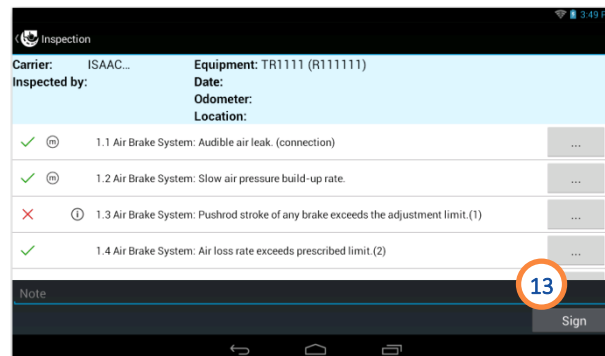 3:49 P
Inspection
Carrier: ISAAC... Equipment: TR1111 (R111111)
Inspected by: Date:
Odometer:
Location:
m 1.1 Air Brake System: Audible air leak. (connection) ...
m 1.2 Air Brake System: Slow air pressure build-up rate. ...
i 1.3 Air Brake System: Pushrod stroke of any brake exceeds the adjustment limit.(1) ...
1.4 Air Brake System: Air loss rate exceeds prescribed limit.(2) ...
13
Note
Sign